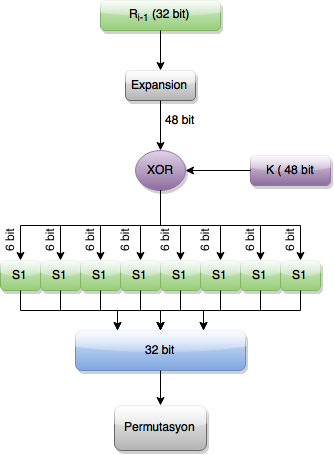 Ri-1 (32 bit)
Expansion
48 bit
XOR
K ( 48 bit
6 bit 6 bit 6 bit 6 bit 6 bit 6 bit 6 bit 6 bit
S1 S1 S1 S1 S1 S1 S1 S1
32 bit
Permutasyon